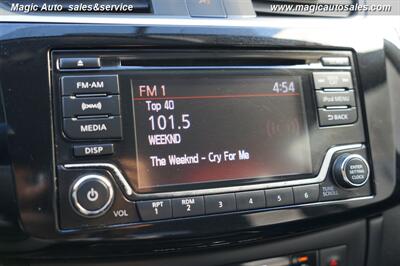 Magic Auto sales&service
www.magicautosales.com
FM·AM
MEDIA
DISP
VOL
FM 1
4:54
Top 40
101.5
WEEKND
The Weeknd - Cry For Me
iPod MENU
BACK
RPT 1
RDM 2
3
4
5
6
TUNE
SCROLL
ENTER
SETTING
CLOCK